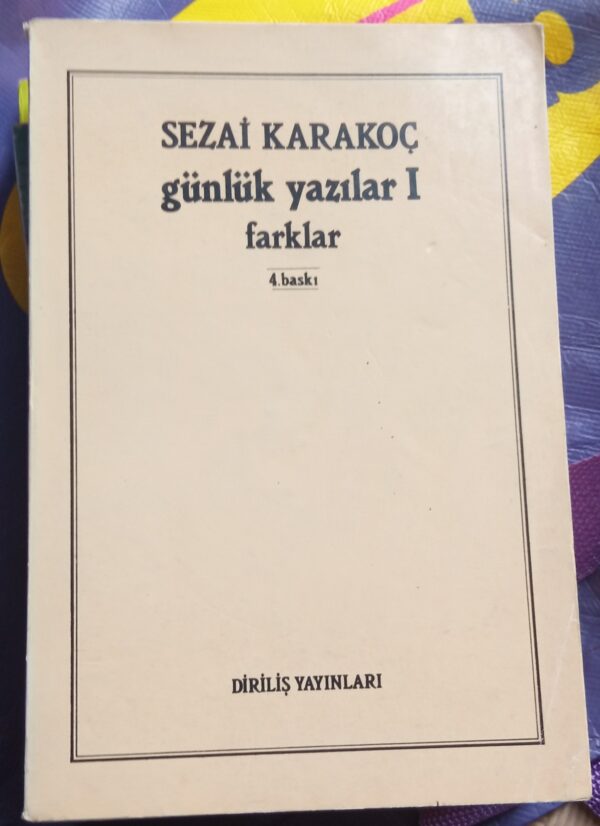 SEZAİ KARAKOÇ
günlük yazılar I
farklar
4.baskı
DİRİLİŞ YAYINLARI